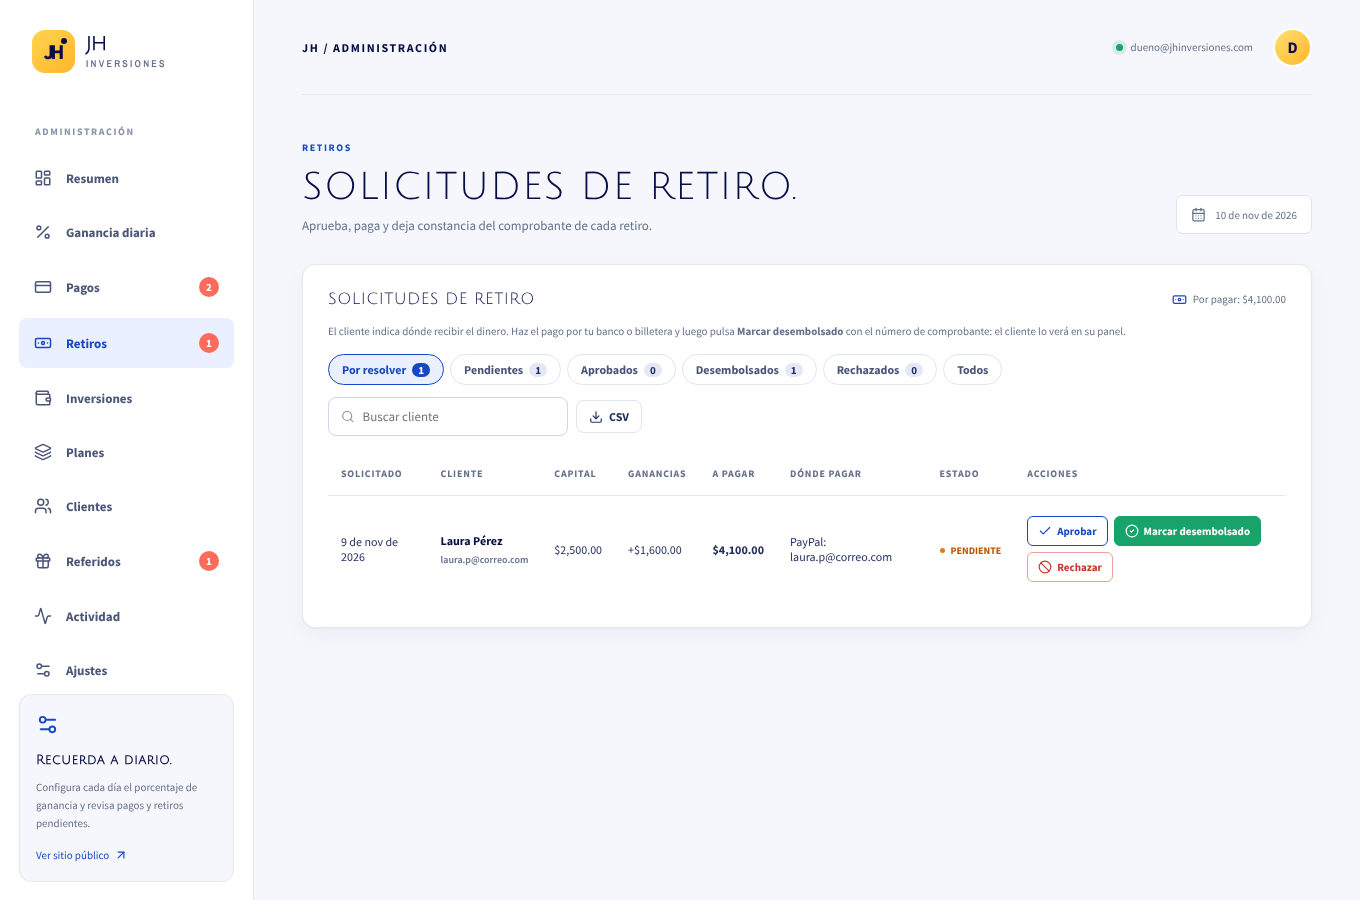 JH
JH
INVERSIONES
JH / ADMINISTRACIÓN
dueno@jhinversiones.com
D
ADMINISTRACIÓN
Resumen
Ganancia diaria
Pagos 2
Retiros 1
Inversiones
Planes
Clientes
Referidos 1
Actividad
Ajustes
RECUERDA A DIARIO.
Configura cada día el porcentaje de
ganancia y revisa pagos y retiros
pendientes.
Ver sitio público
RETIROS
SOLICITUDES DE RETIRO.
Aprueba, paga y deja constancia del comprobante de cada retiro.
10 de nov de 2026
SOLICITUDES DE RETIRO
Por pagar: $4,100.00
El cliente indica dónde recibir el dinero. Haz el pago por tu banco o billetera y luego pulsa Marcar desembolsado con el número de comprobante: el cliente lo verá en su panel.
Por resolver 1 Pendientes 1 Aprobados 0 Desembolsados 1 Rechazados 0 Todos
Buscar cliente CSV
SOLICITADO CLIENTE CAPITAL GANANCIAS A PAGAR DÓNDE PAGAR ESTADO ACCIONES
9 de nov de
2026
Laura Pérez
laura.p@correo.com
$2,500.00
+$1,600.00
$4,100.00
PayPal:
laura.p@correo.com
PENDIENTE
Aprobar
Marcar desembolsado
Rechazar